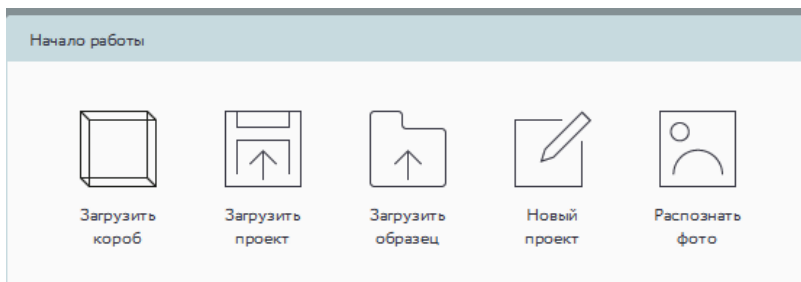 Начало работы
Загрузить
короб
Загрузить
проект
Загрузить
образец
Новый
проект
Распознать
фото